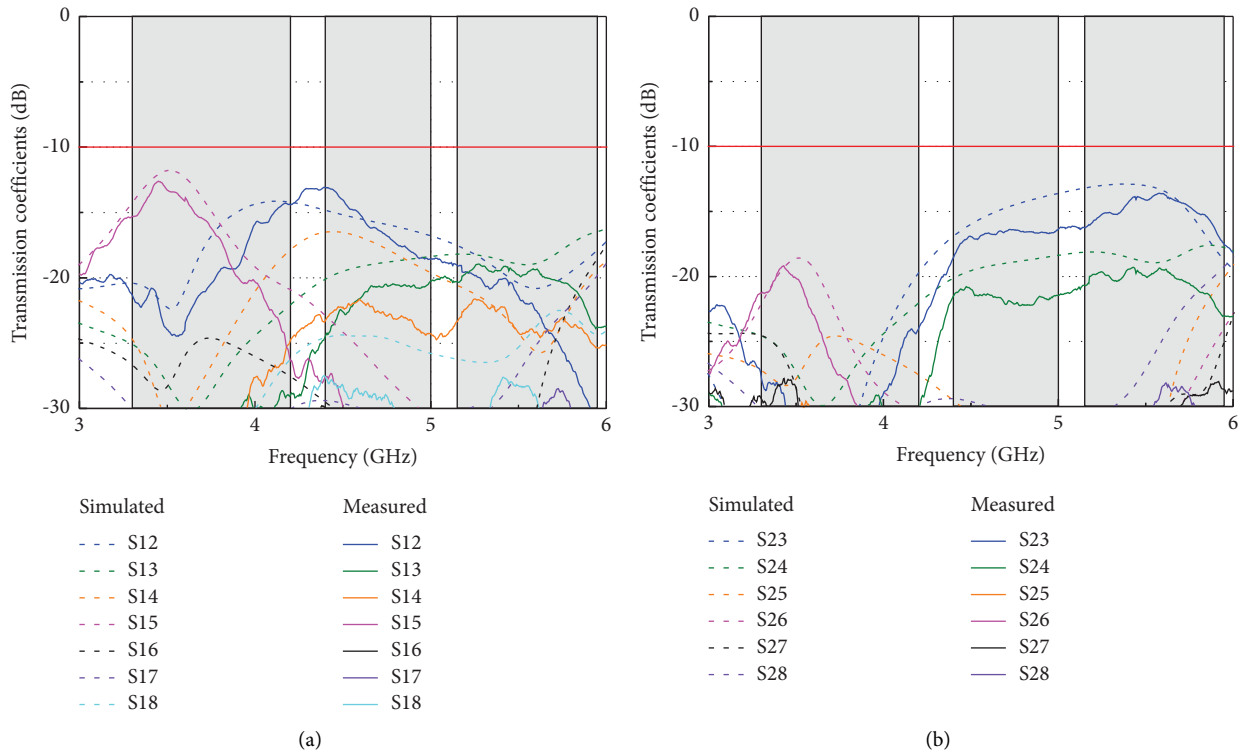 0
-10
-20
-30
Transmission coefficients (dB)
3
4
5
6
Frequency (GHz)
Simulated
Measured
S12
S12
S13
S13
S14
S14
S15
S15
S16
S16
S17
S17
S18
S18
(a)
0
-10
-20
-30
Transmission coefficients (dB)
3
4
5
6
Frequency (GHz)
Simulated
Measured
S23
S23
S24
S24
S25
S25
S26
S26
S27
S27
S28
S28
(b)